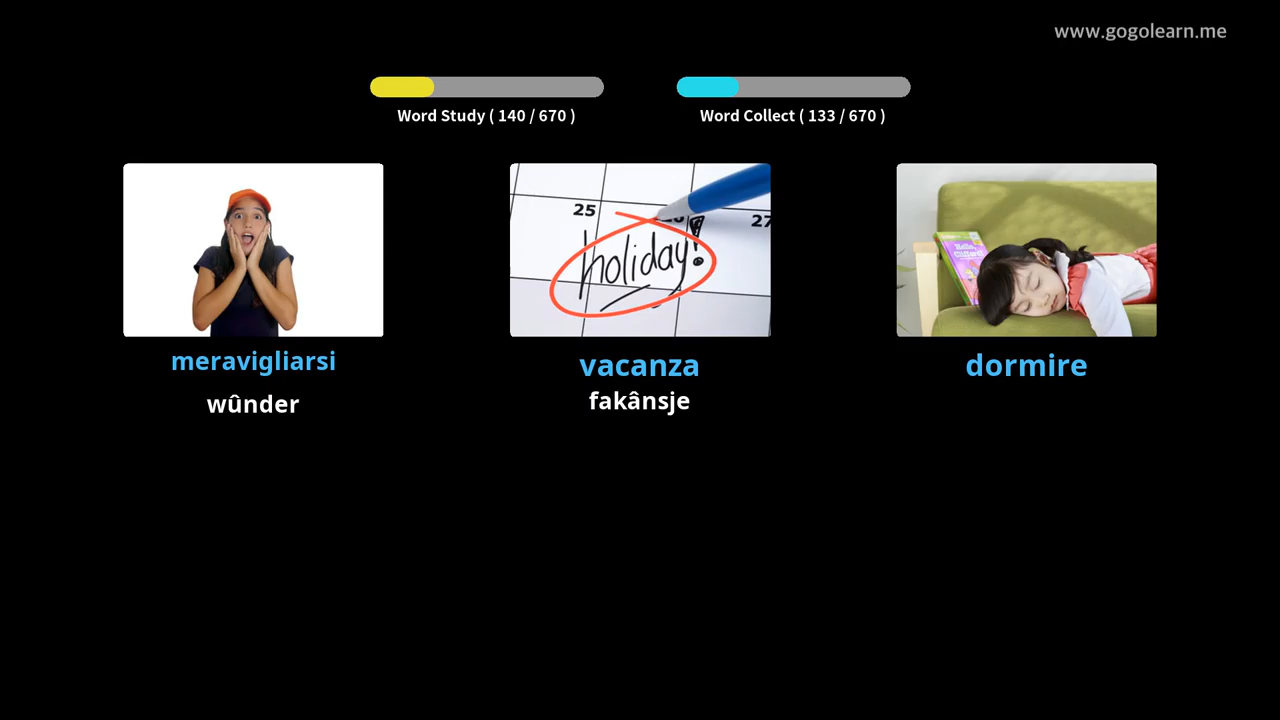 www.gogolearn.me
Word Study ( 140 / 670 )
Word Collect ( 133 / 670 )
25
27
holiday!
Hello,
meravigliarsi
vacanza
dormire
wûnder
fakânsje